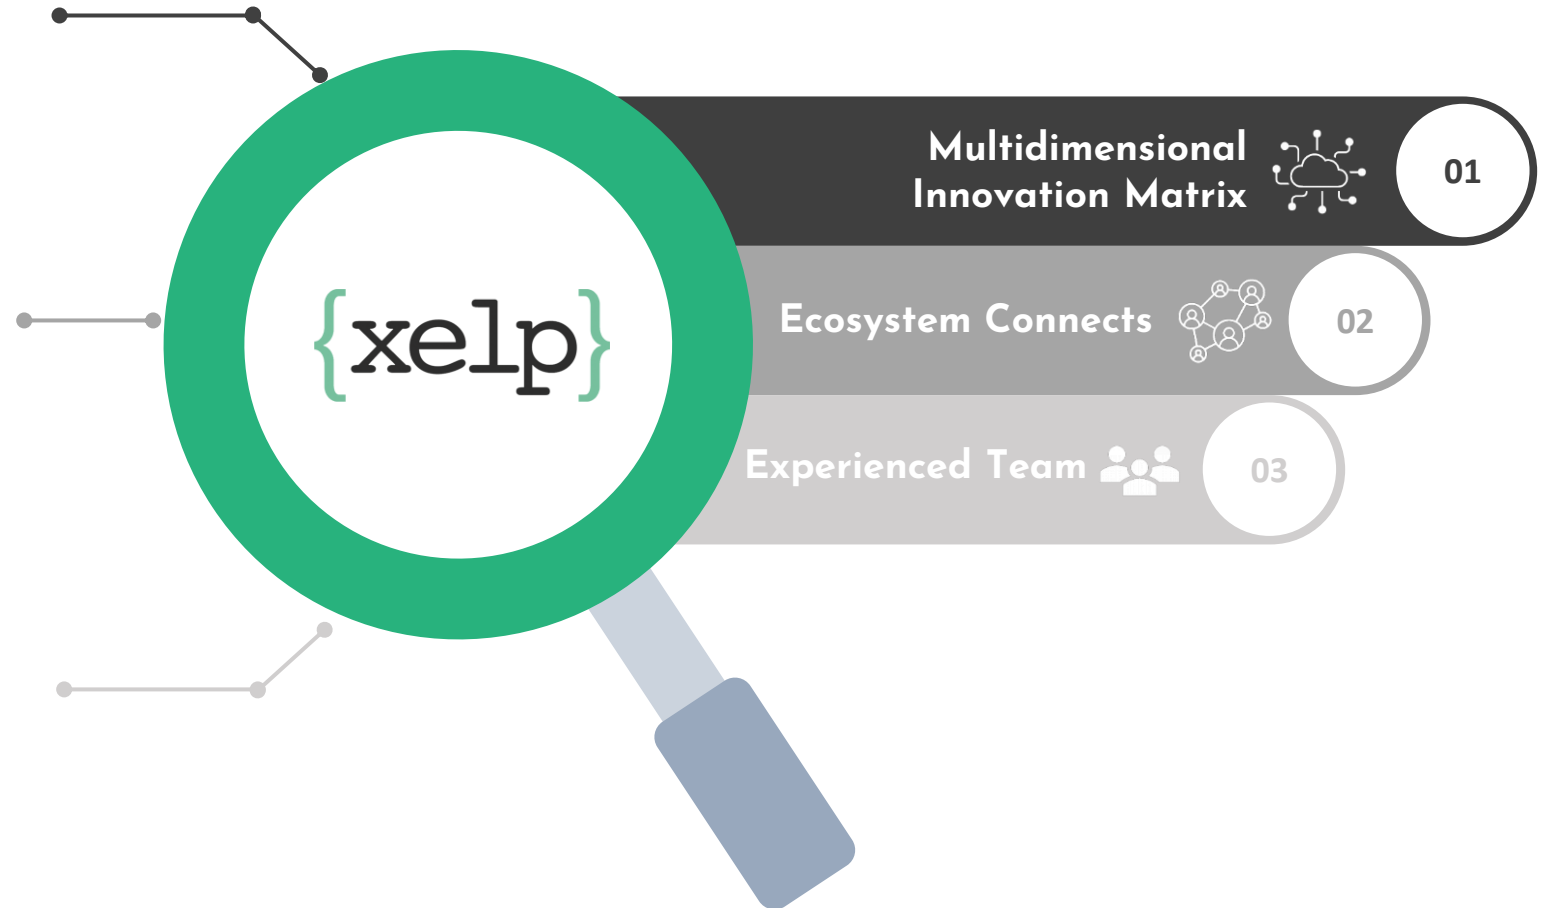 {xelp}
Multidimensional
Innovation Matrix
01
Ecosystem Connects
02
Experienced Team
03